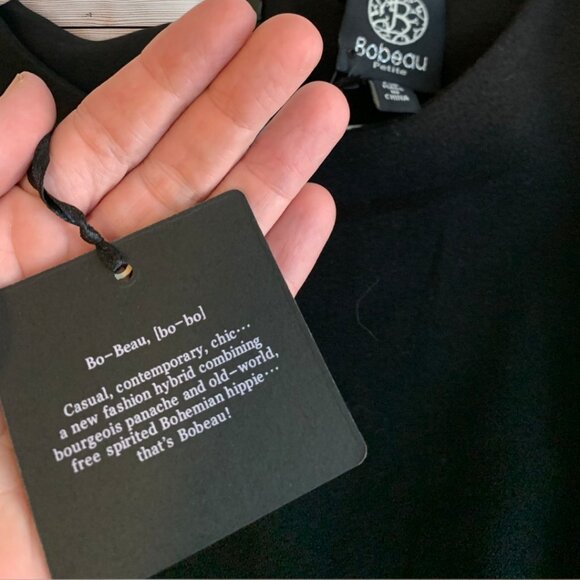 B
Bobeau
Petite
CHINA
Bo-Beau, [bo-bo]
Casual, contemporary, chic...
a new fashion hybrid combining
bourgeois panache and old-world,
free spirited Bohemian hippie...
that's Bobeau!